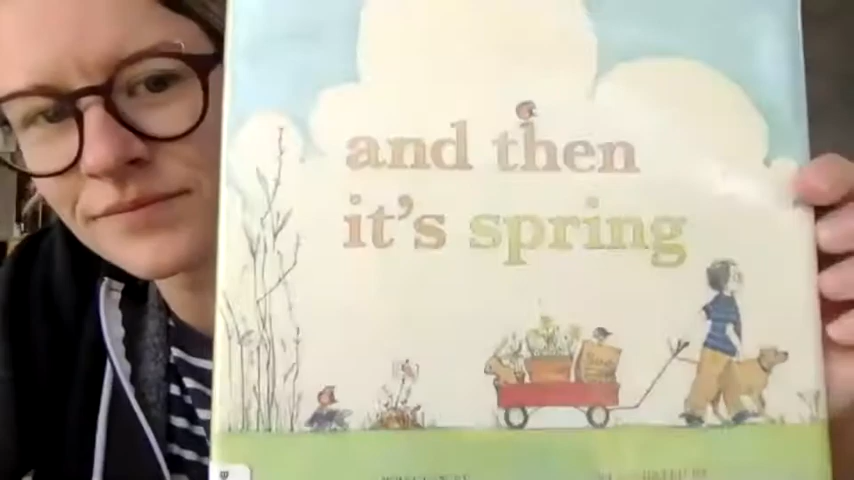 and then
it's spring